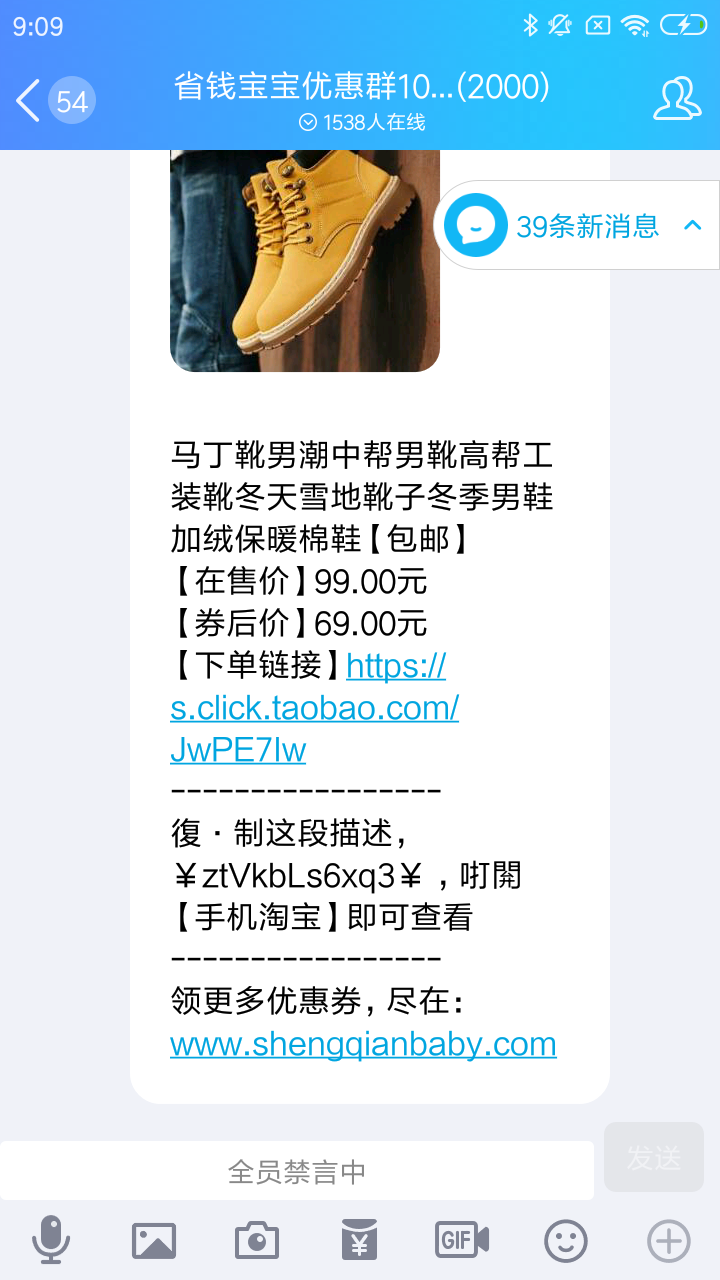 9:09
54
省钱宝宝优惠群10...(2000)
1538人在线
39条新消息
马丁靴男潮中帮男靴高帮工
装靴冬天雪地靴子冬季男鞋
加绒保暖棉鞋【包邮】
【在售价】99.00元
【券后价】69.00元
【下单链接】https://
s.click.taobao.com/
JwPE7Iw
-----------------
復·制这段描述，
￥ztVkbLs6xq3￥ ，咑閞
【手机淘宝】即可查看
-----------------
领更多优惠券，尽在：
www.shengqianbaby.com
全员禁言中
发送
GIF